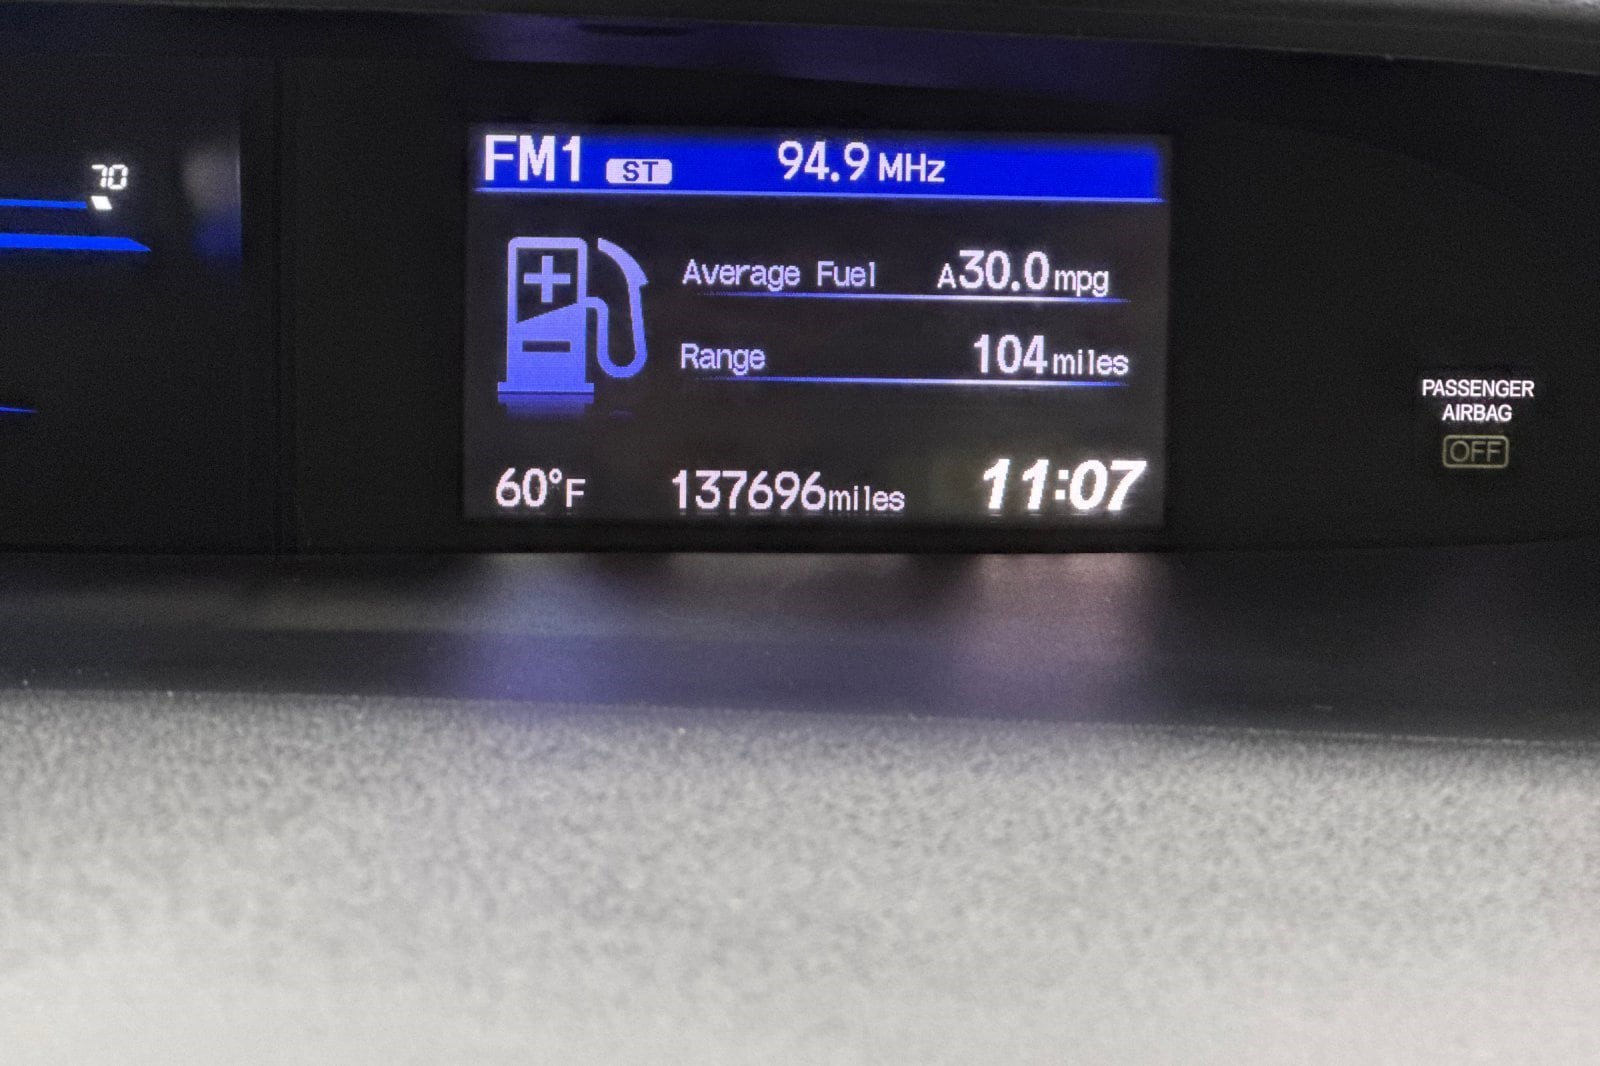 70
FM1 ST 94.9 MHz
Average Fuel A30.0mpg
Range 104miles
60°F 137696miles 11:07
PASSENGER
AIRBAG
OFF